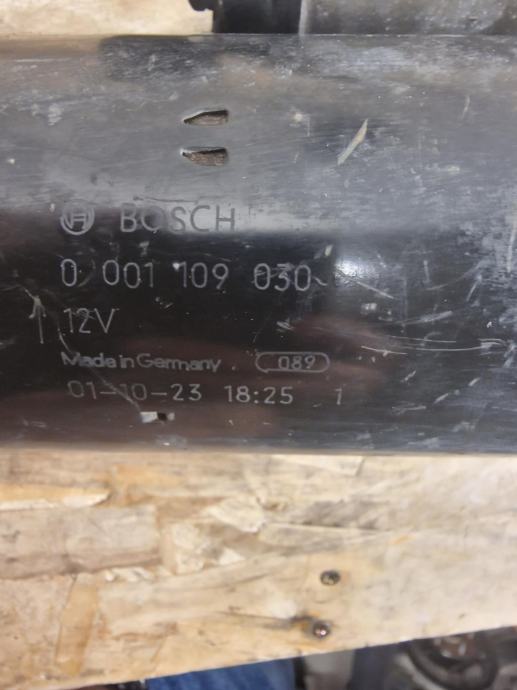 BOSCH
0 001 109 030
12V
Made in Germany 089
01-10-23 18:25 1